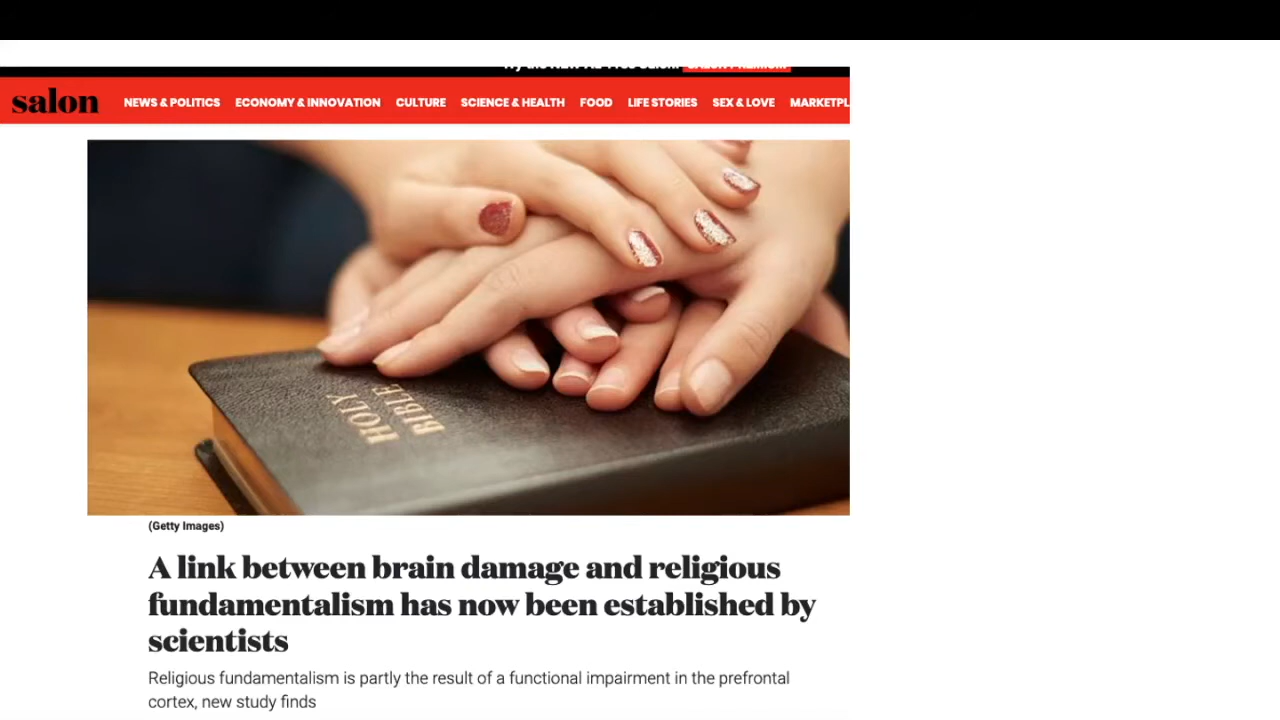 salon NEWS & POLITICS ECONOMY & INNOVATION CULTURE SCIENCE & HEALTH FOOD LIFE STORIES SEX & LOVE MARKETPL
HOLY
BIBLE
(Getty Images)
A link between brain damage and religious
fundamentalism has now been established by
scientists
Religious fundamentalism is partly the result of a functional impairment in the prefrontal
cortex, new study finds